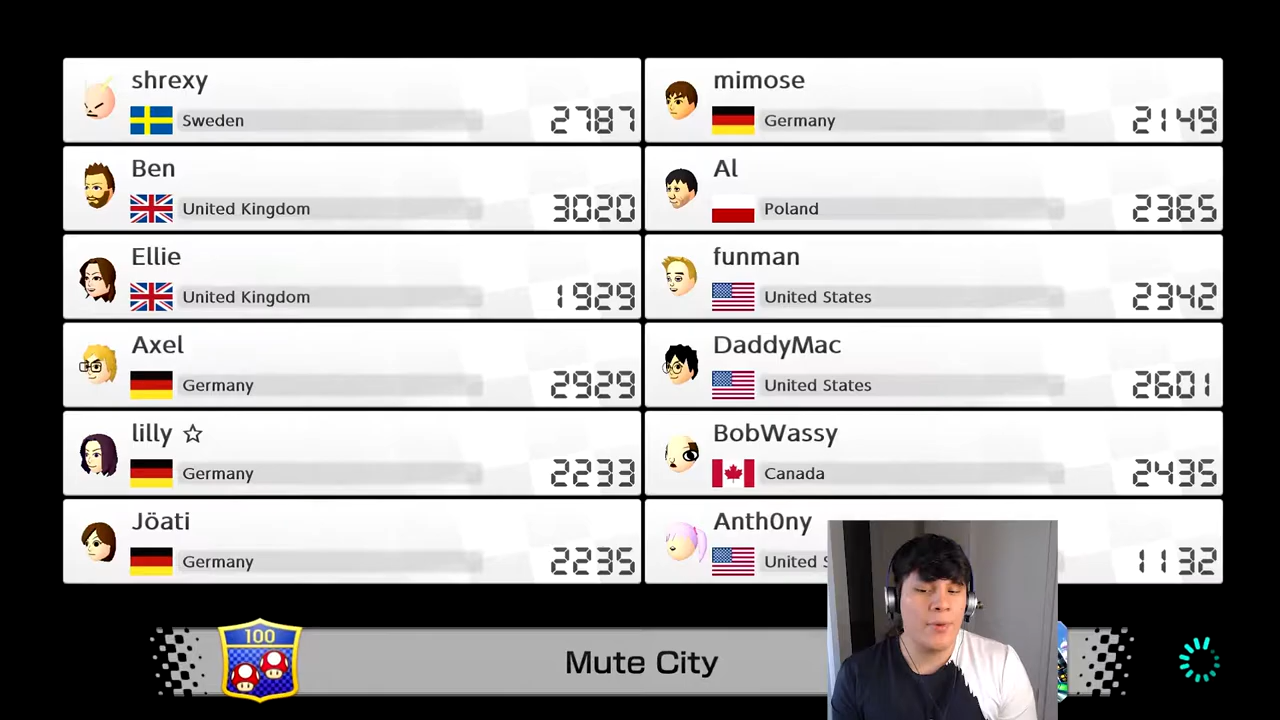 shrexy
Sweden 2787
Ben
United Kingdom 3020
Ellie
United Kingdom 1929
Axel
Germany 2929
lilly ☆
Germany 2233
Jöati
Germany 2235
mimose
Germany 2149
Al
Poland 2365
funman
United States 2342
DaddyMac
United States 2601
BobWassy
Canada 2435
Anth0ny
United 1132
100
Mute City